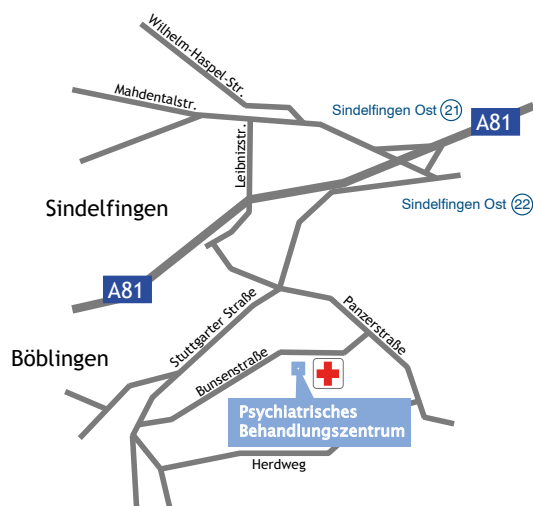 Wilhelm-Haspel-Str.
Mahdentalstr.
Sindelfingen Ost 21
A81
Leibnizstr.
Sindelfingen
Sindelfingen Ost 22
A81
Stuttgarter Straße
Panzerstraße
Böblingen
Bunsenstraße
Psychiatrisches
Behandlungszentrum
Herdweg